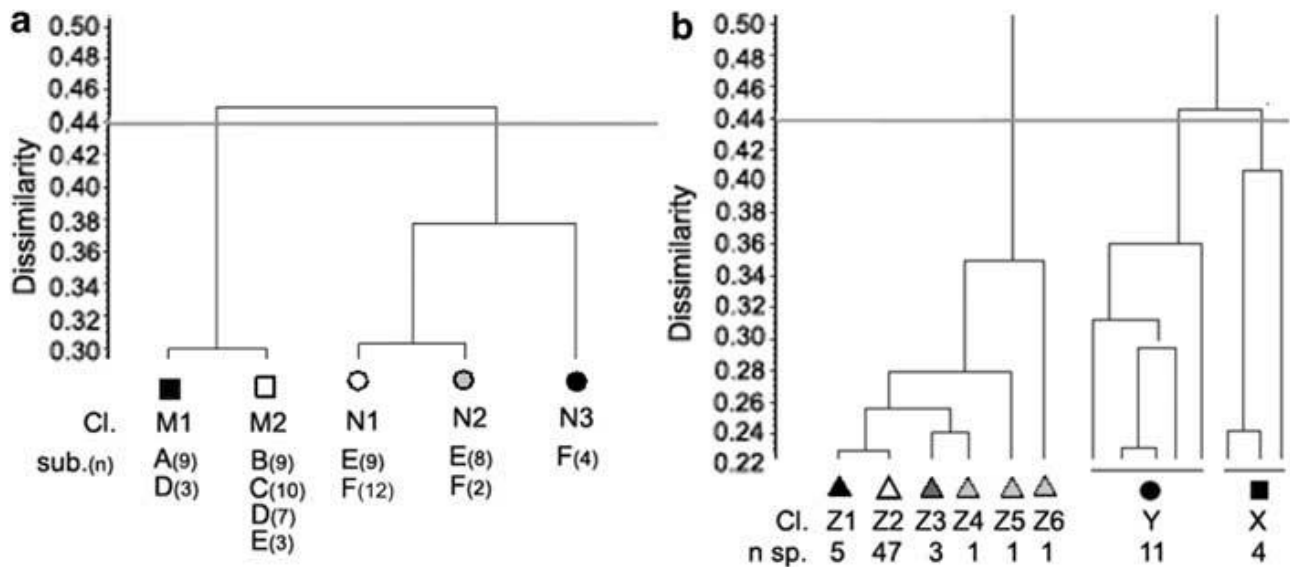 a
0.50
0.48
0.46
0.44
0.42
0.40
0.38
0.36
0.34
0.32
0.30
Dissimilarity
Cl. M1 M2 N1 N2 N3
sub.(n) A(9) B(9) E(9) E(8) F(4)
D(3) C(10) F(12) F(2)
D(7)
E(3)
b
0.50
0.48
0.46
0.44
0.42
0.40
0.36
0.34
0.32
0.28
0.26
0.24
0.22
Dissimilarity
Cl. Z1 Z2 Z3 Z4 Z5 Z6 Y X
n sp. 5 47 3 1 1 1 11 4